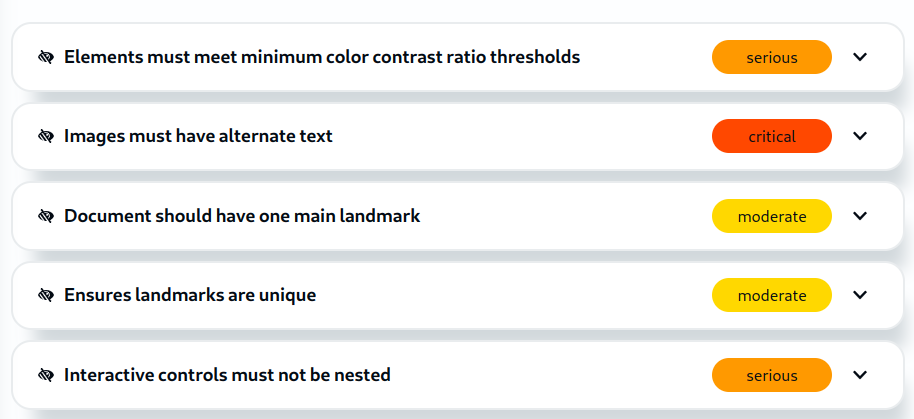 Elements must meet minimum color contrast ratio thresholds
serious
Images must have alternate text
critical
Document should have one main landmark
moderate
Ensures landmarks are unique
moderate
Interactive controls must not be nested
serious